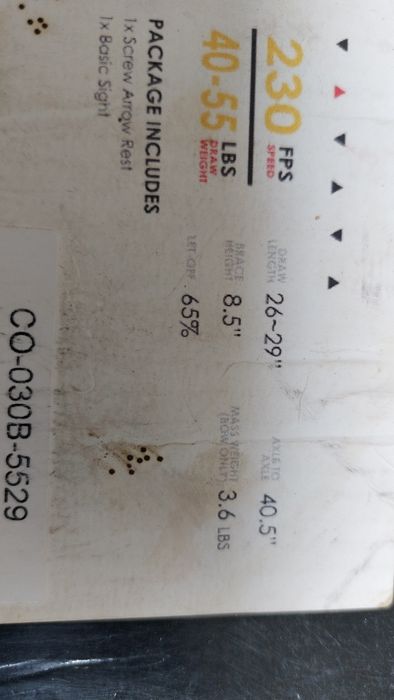 230 FPS
SPEED
40-55 LBS
DRAW
WEIGHT
DRAW
LENGTH 26~29"
BRACE
HEIGHT 8.5"
LET-OFF 65%
AXLE TO
AXLE 40.5"
MASS WEIGHT
(BOW ONLY) 3.6 LBS
PACKAGE INCLUDES
1x Screw Arrow Rest
1x Basic Sight
CO-030B-5529